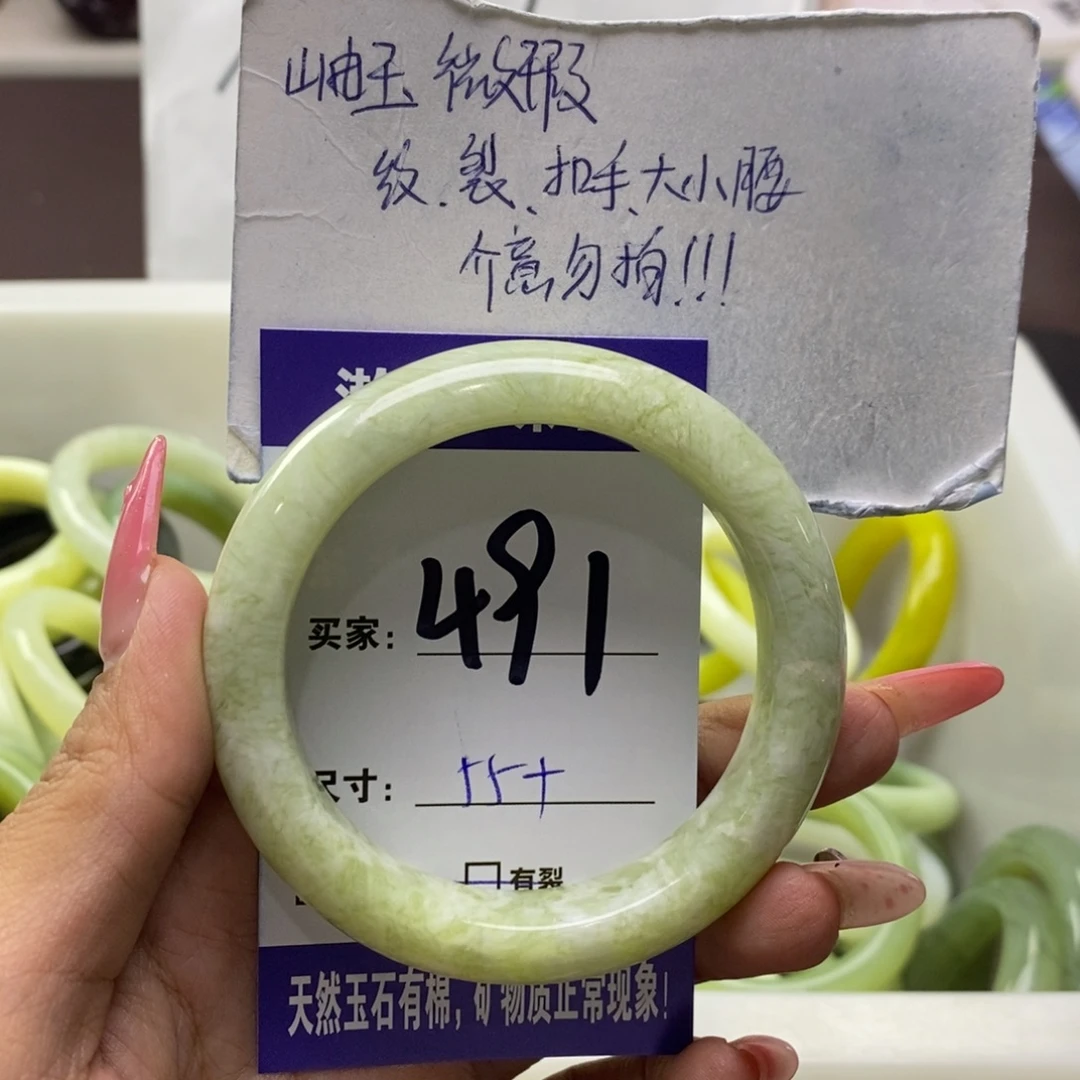 岫玉 微瑕
纹.裂、扣手、大小腰
介意勿拍!!!
买家: 491
尺寸: 55+
有裂
天然玉石有棉，矿物质正常现象!